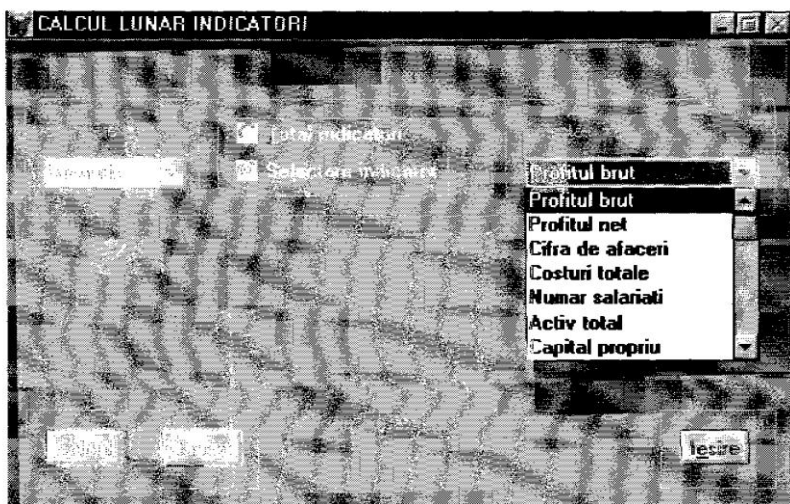 CALCUL LUNAR INDICATORI
Total indicatori
Selectare indicator
Profitul brut
Profitul brut
Profitul net
Cifra de afaceri
Costuri totale
Numar salariati
Activ total
Capital propriu
Iesire